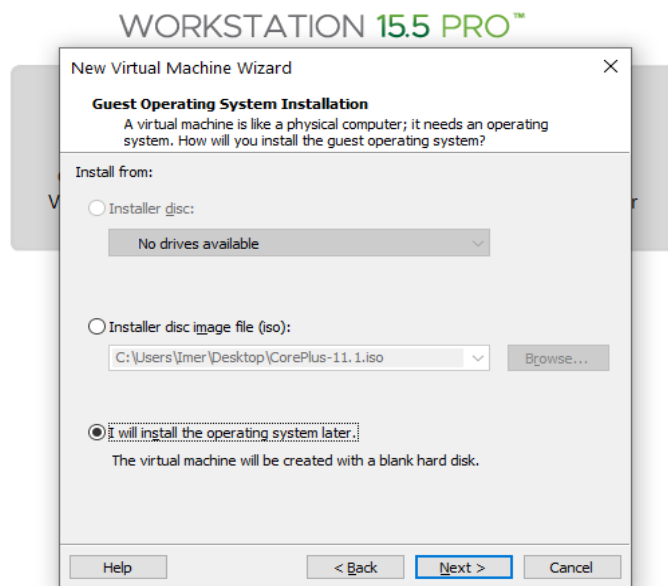 WORKSTATION 15.5 PRO™
New Virtual Machine Wizard
Guest Operating System Installation
A virtual machine is like a physical computer; it needs an operating
system. How will you install the guest operating system?
Install from:
Installer disc:
No drives available
Installer disc image file (iso):
C:\Users\Imer\Desktop\CorePlus-11.1.iso
Browse...
I will install the operating system later.
The virtual machine will be created with a blank hard disk.
Help
< Back
Next >
Cancel